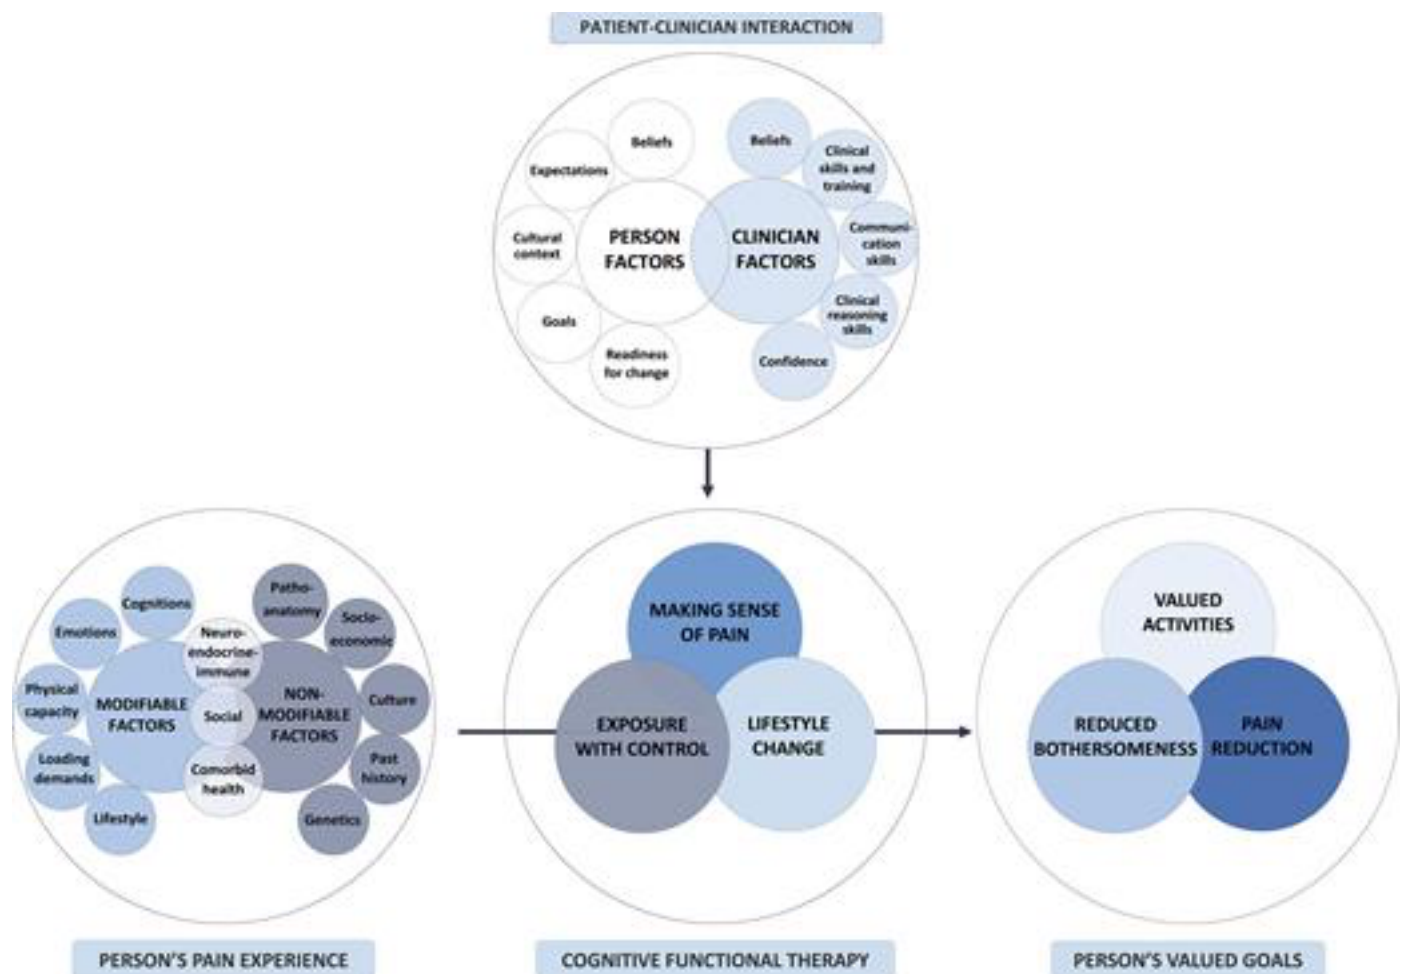 PATIENT-CLINICIAN INTERACTION
Beliefs
Expectations
Cultural
context
Goals
Readiness
for change
PERSON
FACTORS
CLINICIAN
FACTORS
Beliefs
Clinical
skills and
training
Communi-
cation
skills
Clinical
reasoning
skills
Confidence
Cognitions
Emotions
Physical
capacity
Loading
demands
Lifestyle
MODIFIABLE
FACTORS
Neuro-
endocrine-
immune
Social
Comorbid
health
NON-
MODIFIABLE
FACTORS
Patho-
anatomy
Socio-
economic
Culture
Past
history
Genetics
PERSON'S PAIN EXPERIENCE
MAKING SENSE
OF PAIN
EXPOSURE
WITH CONTROL
LIFESTYLE
CHANGE
COGNITIVE FUNCTIONAL THERAPY
VALUED
ACTIVITIES
REDUCED
BOTHERSOMENESS
PAIN
REDUCTION
PERSON'S VALUED GOALS